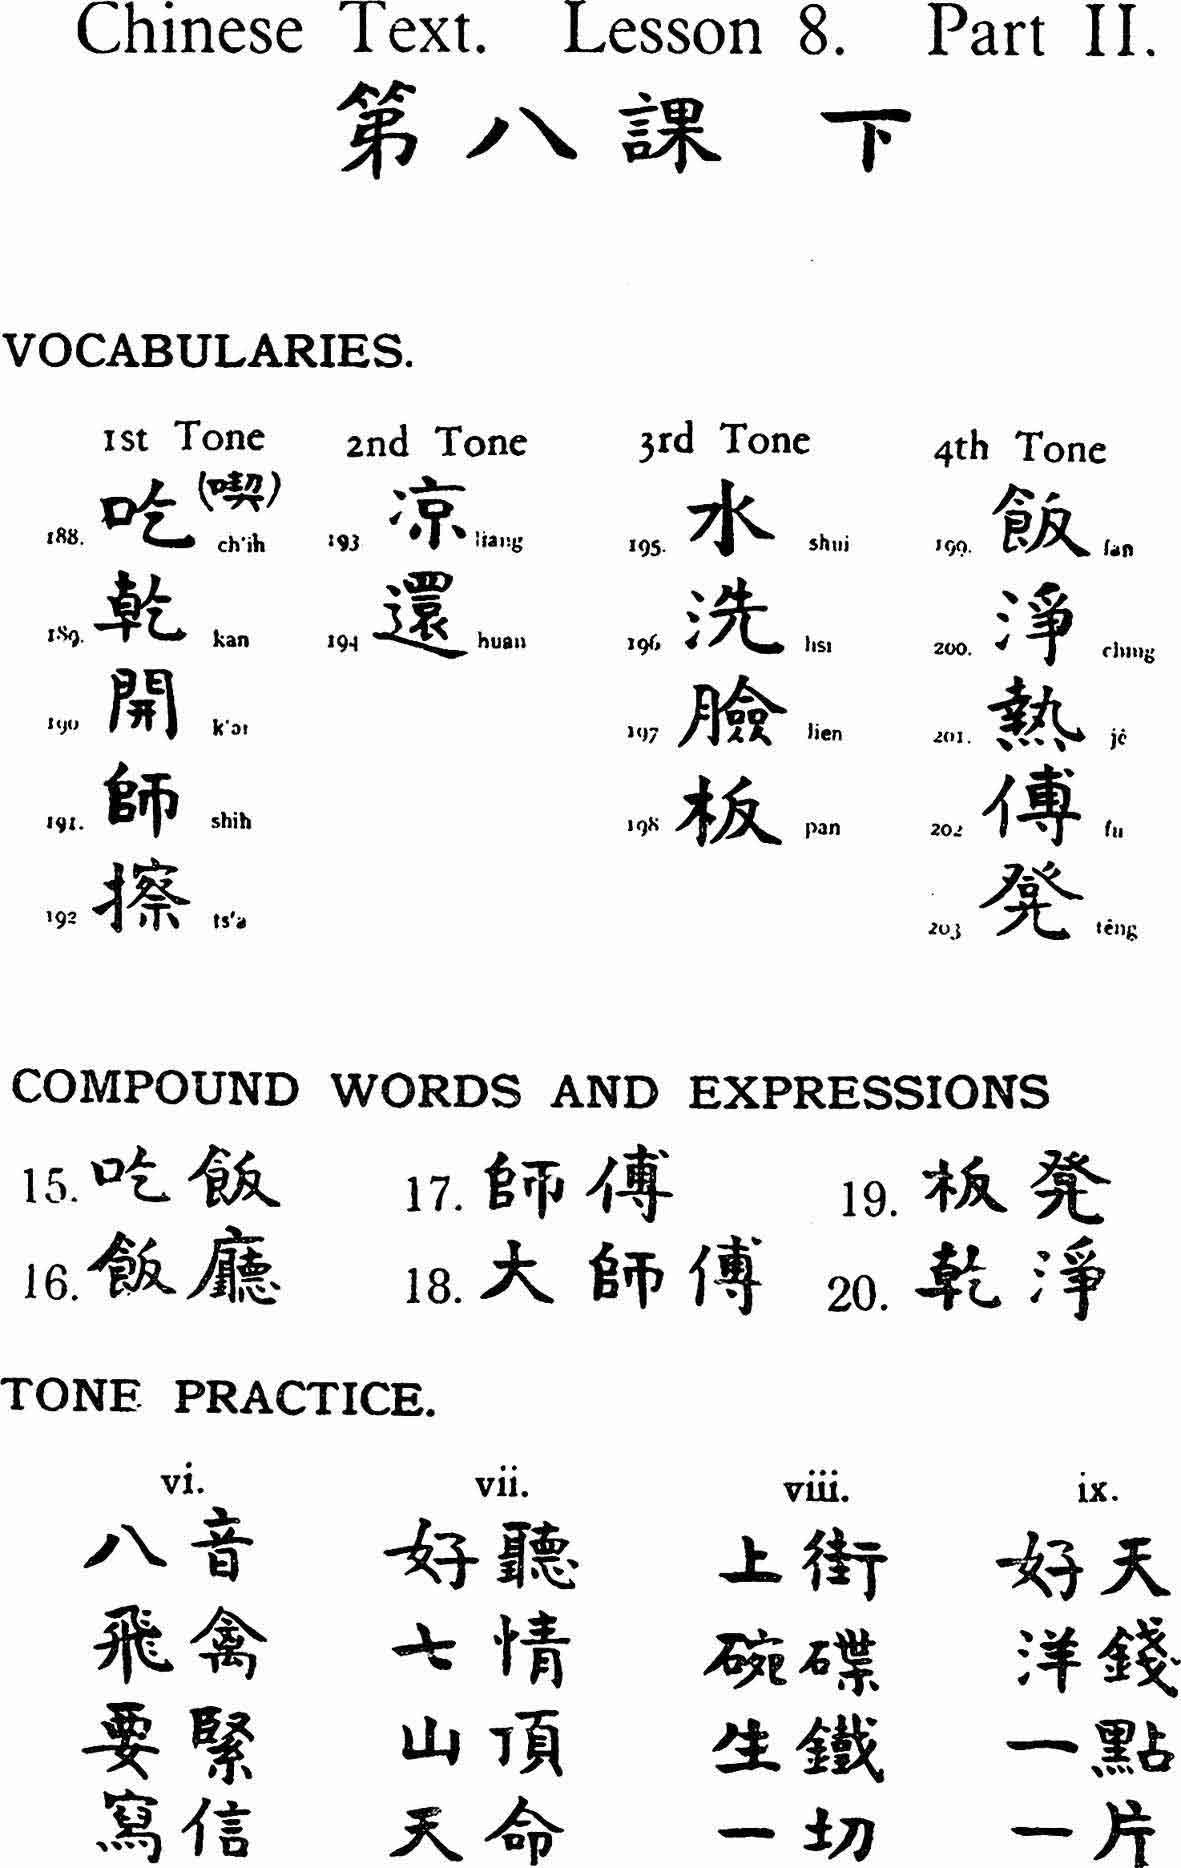 Chinese Text. Lesson 8. Part II.
第八課 下
VOCABULARIES.
1st Tone 2nd Tone 3rd Tone 4th Tone
188. 吃 (喫) ch'ih 193 凉 liang 195. 水 shui 199. 飯 fan
189. 乾 kan 194 還 huan 196 洗 hsi 200. 淨 ching
190 開 k'ai 197 臉 lien 201. 熱 jê
191. 師 shih 198 板 pan 202 傅 fu
192 擦 ts'a 203 凳 têng
COMPOUND WORDS AND EXPRESSIONS
15. 吃飯 17. 師傅 19. 板凳
16. 飯廳 18. 大師傅 20. 乾淨
TONE PRACTICE.
vi. vii. viii. ix.
八音 好聽 上街 好天
飛禽 七情 碗碟 洋錢
要緊 山頂 生鐵 一點
寫信 天命 一切 一片